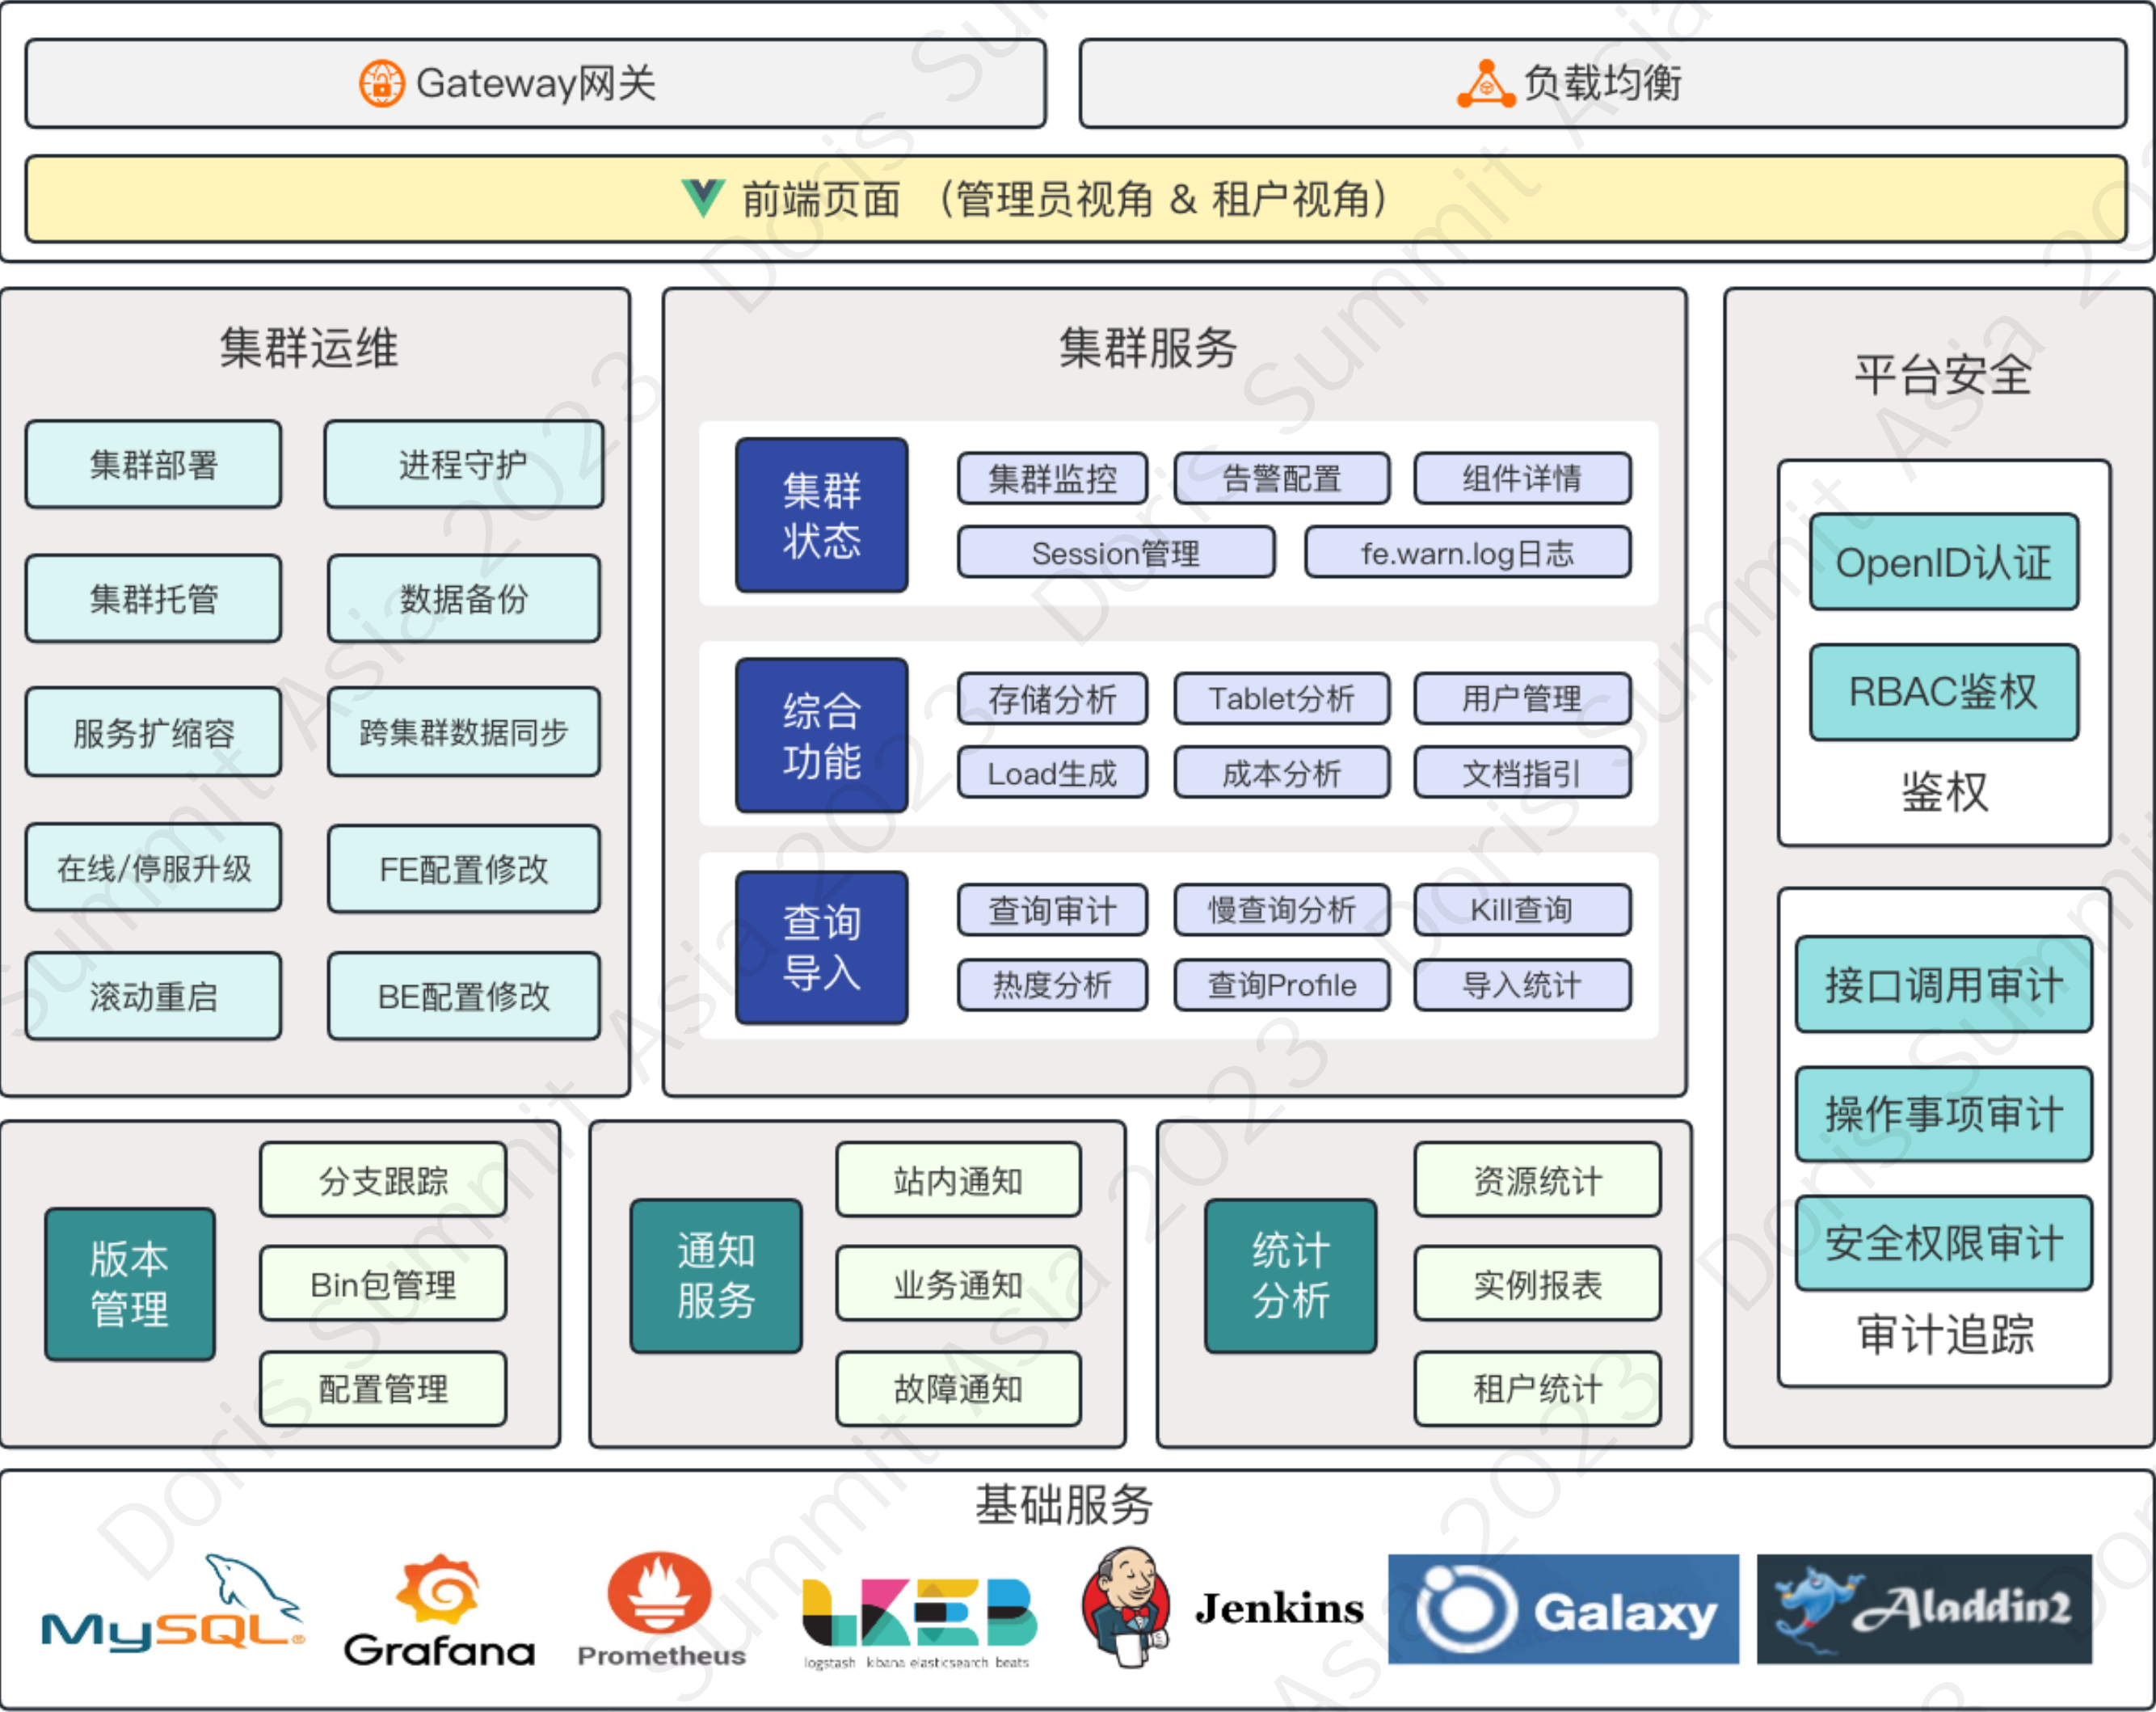 Gateway网关
负载均衡
前端页面 （管理员视角 & 租户视角）
集群运维
集群部署
进程守护
集群托管
数据备份
服务扩缩容
跨集群数据同步
在线/停服升级
FE配置修改
滚动重启
BE配置修改
集群服务
集群
状态
集群监控
告警配置
组件详情
Session管理
fe.warn.log日志
综合
功能
存储分析
Tablet分析
用户管理
Load生成
成本分析
文档指引
查询
导入
查询审计
慢查询分析
Kill查询
热度分析
查询Profile
导入统计
平台安全
OpenID认证
RBAC鉴权
鉴权
接口调用审计
操作事项审计
安全权限审计
审计追踪
版本
管理
分支跟踪
Bin包管理
配置管理
通知
服务
站内通知
业务通知
故障通知
统计
分析
资源统计
实例报表
租户统计
基础服务
MySQL®
Grafana
Prometheus
LKEB
logstash kibana elasticsearch beats
Jenkins
Galaxy
Aladdin2
Doris Summit Asia 2023